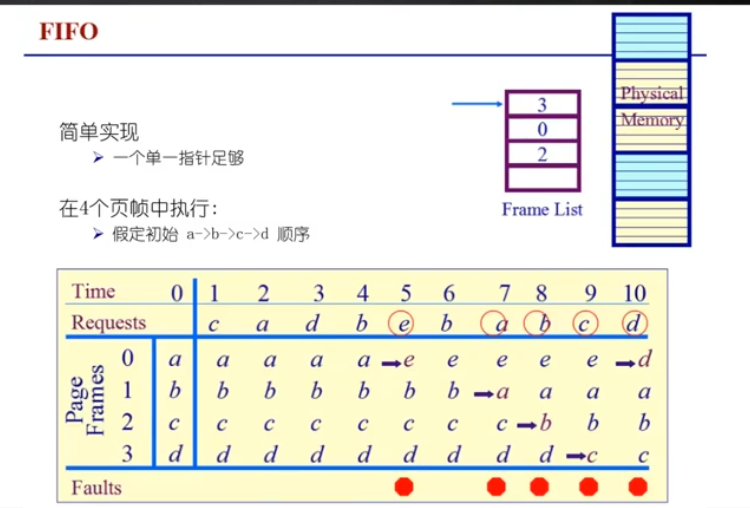 FIFO
简单实现
➢ 一个单一指针足够
在4个页帧中执行:
➢ 假定初始 a->b->c->d 顺序
3
0
2
Frame List
Physical
Memory
Time 0 1 2 3 4 5 6 7 8 9 10
Requests c a d b e b a b c d
Page Frames
0 a a a a a ➞e e e e e ➞d
1 b b b b b b b ➞a a a a
2 c c c c c c c c ➞b b b
3 d d d d d d d d d ➞c c
Faults